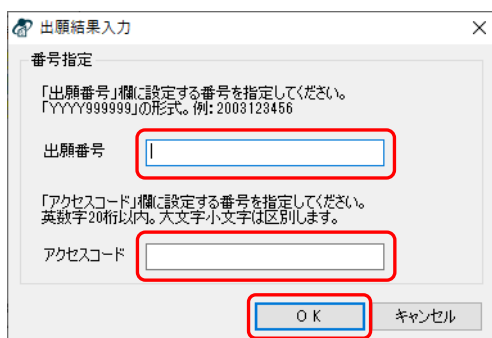 出願結果入力
番号指定
「出願番号」欄に設定する番号を指定してください。
「YYYY999999」の形式。例：2003123456
出願番号
「アクセスコード」欄に設定する番号を指定してください。
英数字20桁以内。大文字小文字は区別します。
アクセスコード
OK
キャンセル